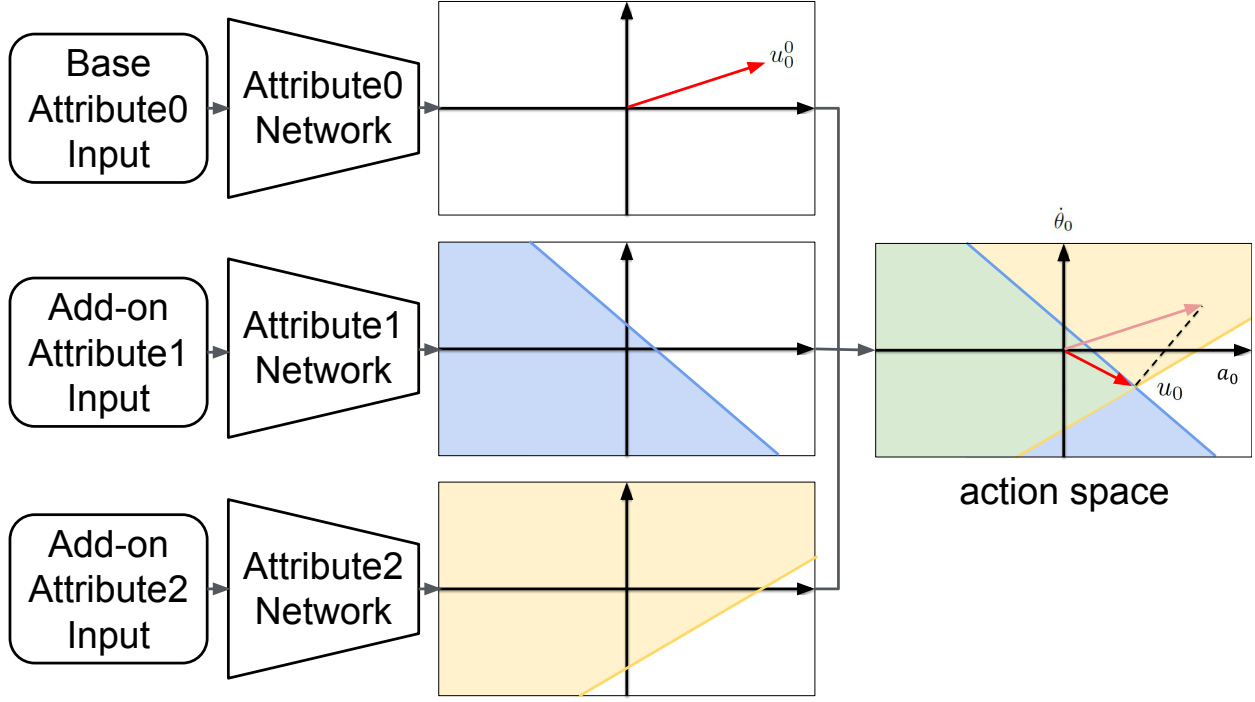 Base
Attribute0
Input
Attribute0
Network
u_0^0
Add-on
Attribute1
Input
Attribute1
Network
Add-on
Attribute2
Input
Attribute2
Network
θ̇_0
a_0
u_0
action space